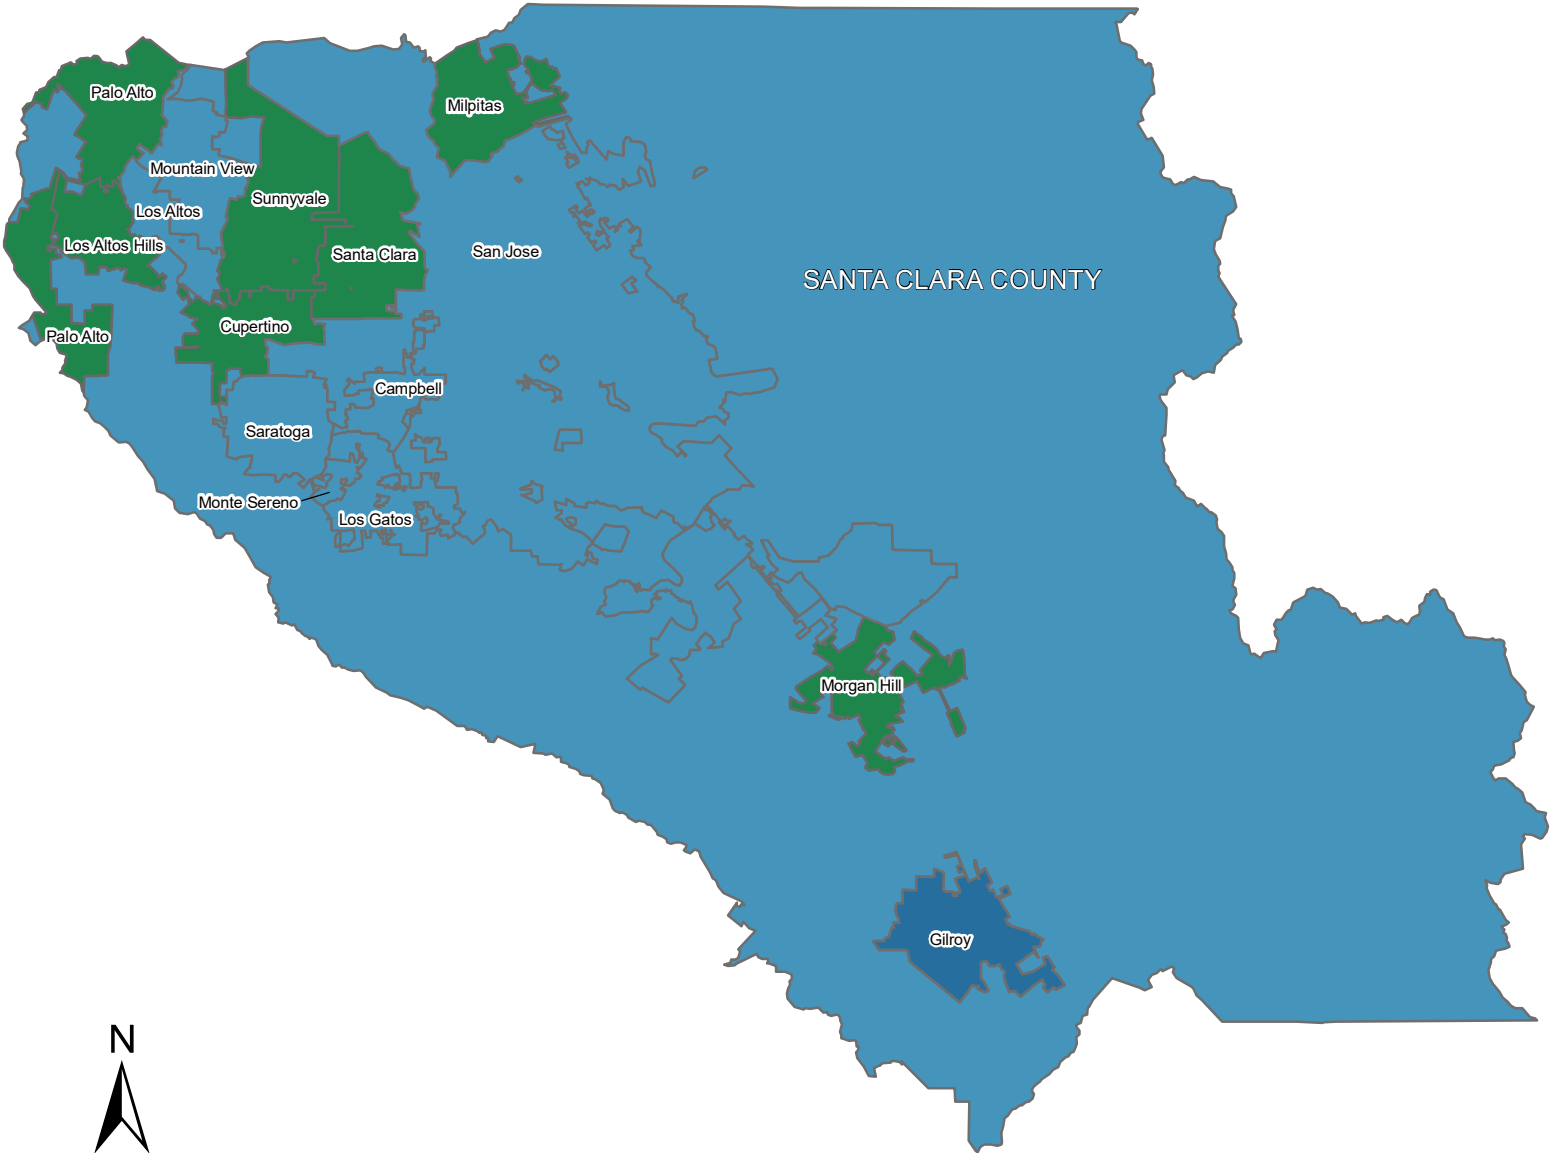 Palo Alto
Milpitas
Mountain View
Sunnyvale
Los Altos
Los Altos Hills
Santa Clara
San Jose
SANTA CLARA COUNTY
Cupertino
Palo Alto
Campbell
Saratoga
Monte Sereno
Los Gatos
Morgan Hill
Gilroy
N